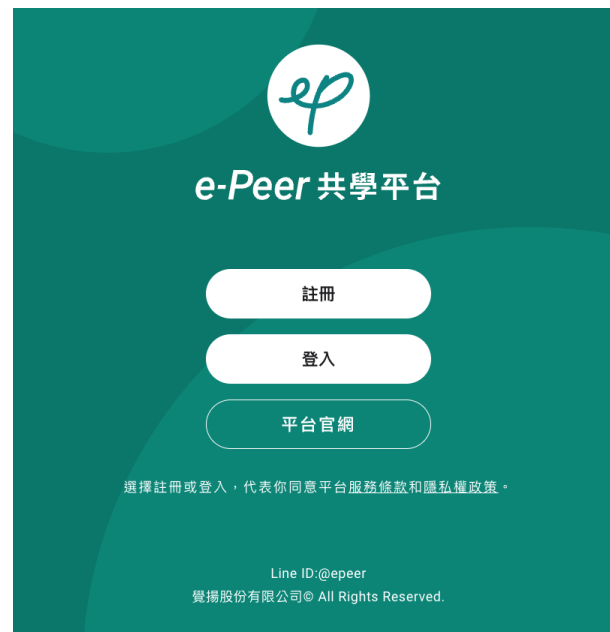 ep
e-Peer 共學平台
註冊
登入
平台官網
選擇註冊或登入，代表你同意平台服務條款和隱私權政策。
Line ID:@epeer
覺揚股份有限公司© All Rights Reserved.